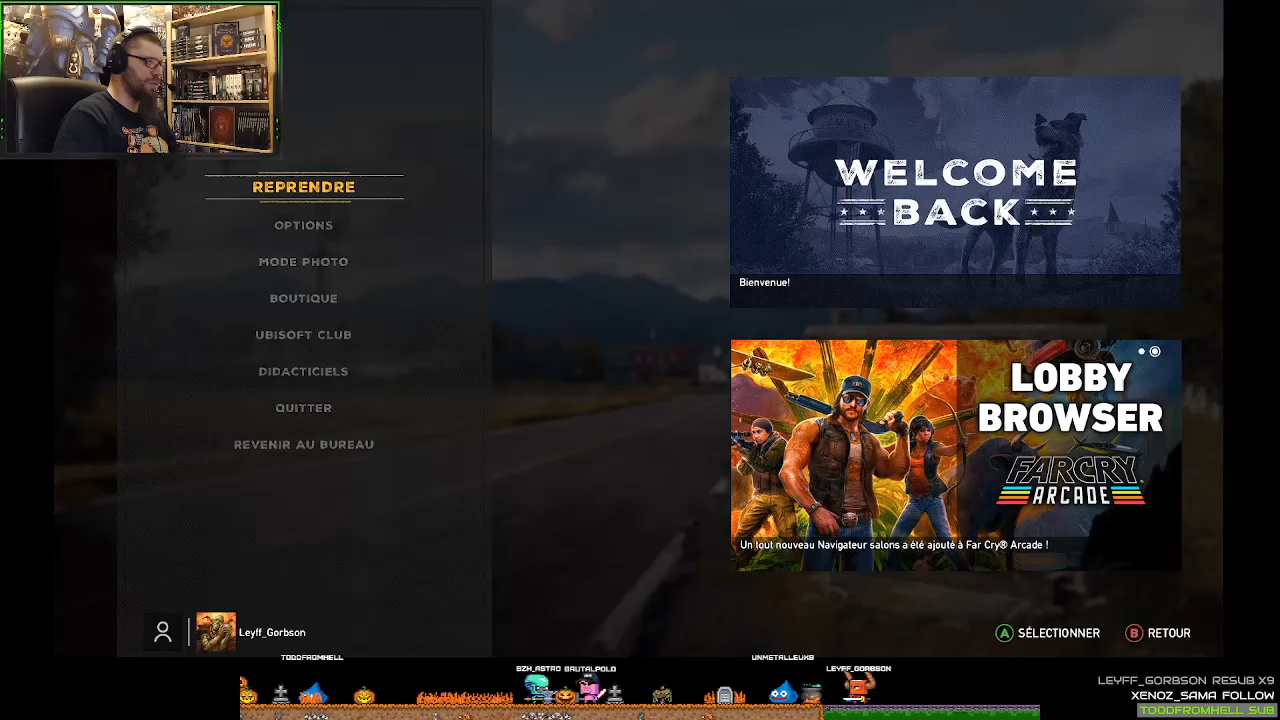 REPRENDRE
OPTIONS
MODE PHOTO
BOUTIQUE
UBISOFT CLUB
DIDACTICIELS
QUITTER
REVENIR AU BUREAU
WELCOME
BACK
Bienvenue!
LOBBY
BROWSER
FARCRY
ARCADE
Un tout nouveau Navigateur salons a été ajouté à Far Cry® Arcade !
Leyff_Gorbson
A SÉLECTIONNER
B RETOUR
TODDFROMHELL
BZH_ASTRO
BRUTALPOLO
UNMETALLEUX8
LEYFF_GORBSON
LEYFF_GORBSON RESUB X9
XENOZ_SAMA FOLLOW
TODDFROMHELL SUB